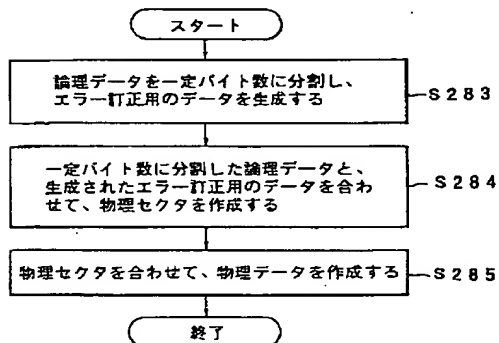 スタート
論理データを一定バイト数に分割し、
エラー訂正用のデータを生成する
S283
一定バイト数に分割した論理データと、
生成されたエラー訂正用のデータを合わ
せて、物理セクタを作成する
S284
物理セクタを合わせて、物理データを作成する
S285
終了